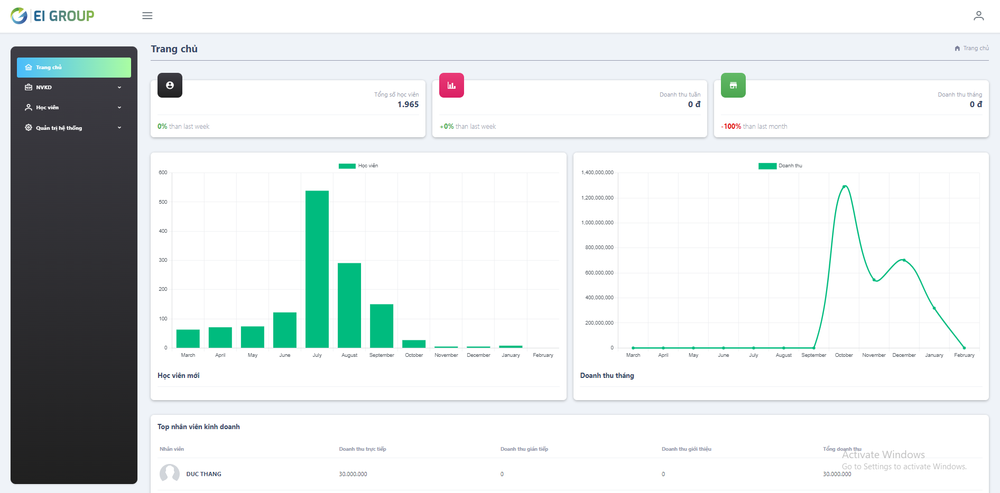 EI GROUP
Trang chủ
NVKD
Học viên
Quản trị hệ thống
Trang chủ
Trang chủ
Tổng số học viên
1.965
0% than last week
Doanh thu tuần
0 đ
+0% than last week
Doanh thu tháng
0 đ
-100% than last month
Học viên
600
500
400
300
200
100
0
March April May June July August September October November December January February
Học viên mới
Doanh thu
1,400,000,000
1,200,000,000
1,000,000,000
800,000,000
600,000,000
400,000,000
200,000,000
0
March April May June July August September October November December January February
Doanh thu tháng
Top nhân viên kinh doanh
Nhân viên Doanh thu trực tiếp Doanh thu gián tiếp Doanh thu giới thiệu Tổng doanh thu
DUC THANG 30.000.000 0 0 30.000.000
Activate Windows
Go to Settings to activate Windows.